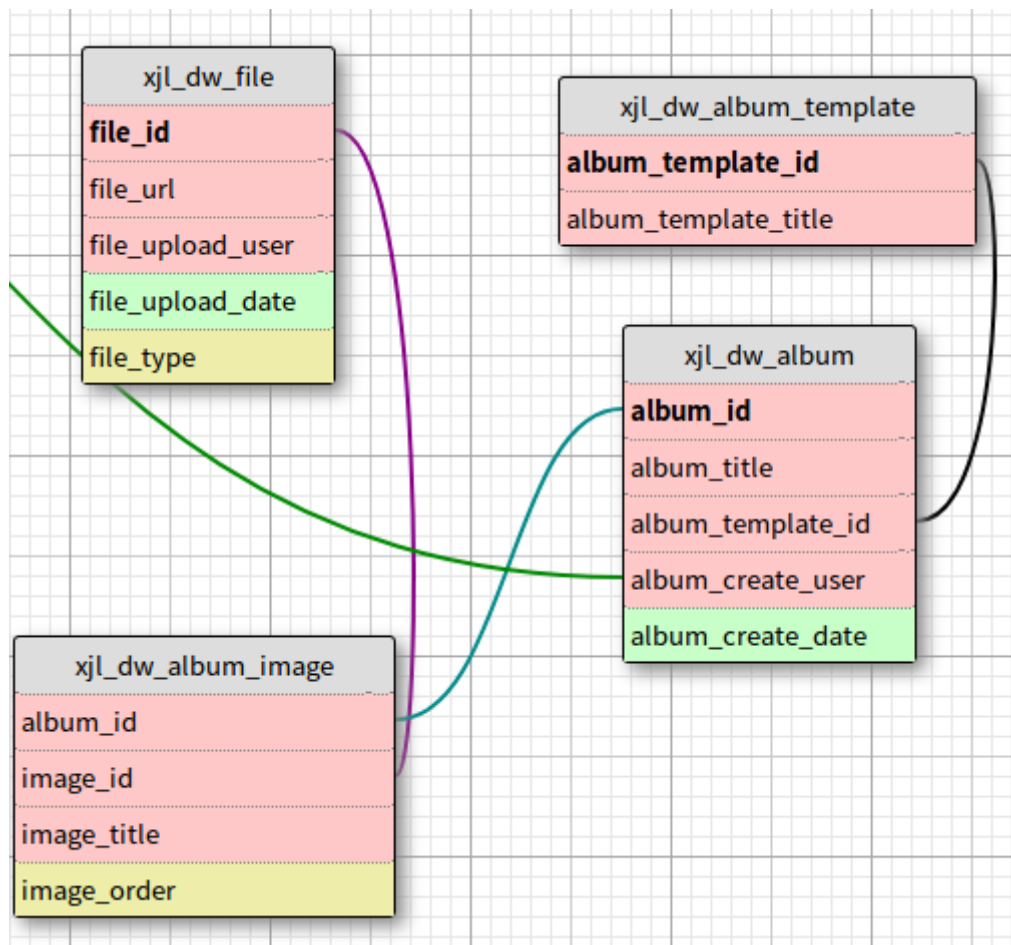 xjl_dw_file
file_id
file_url
file_upload_user
file_upload_date
file_type
xjl_dw_album_template
album_template_id
album_template_title
xjl_dw_album
album_id
album_title
album_template_id
album_create_user
album_create_date
xjl_dw_album_image
album_id
image_id
image_title
image_order